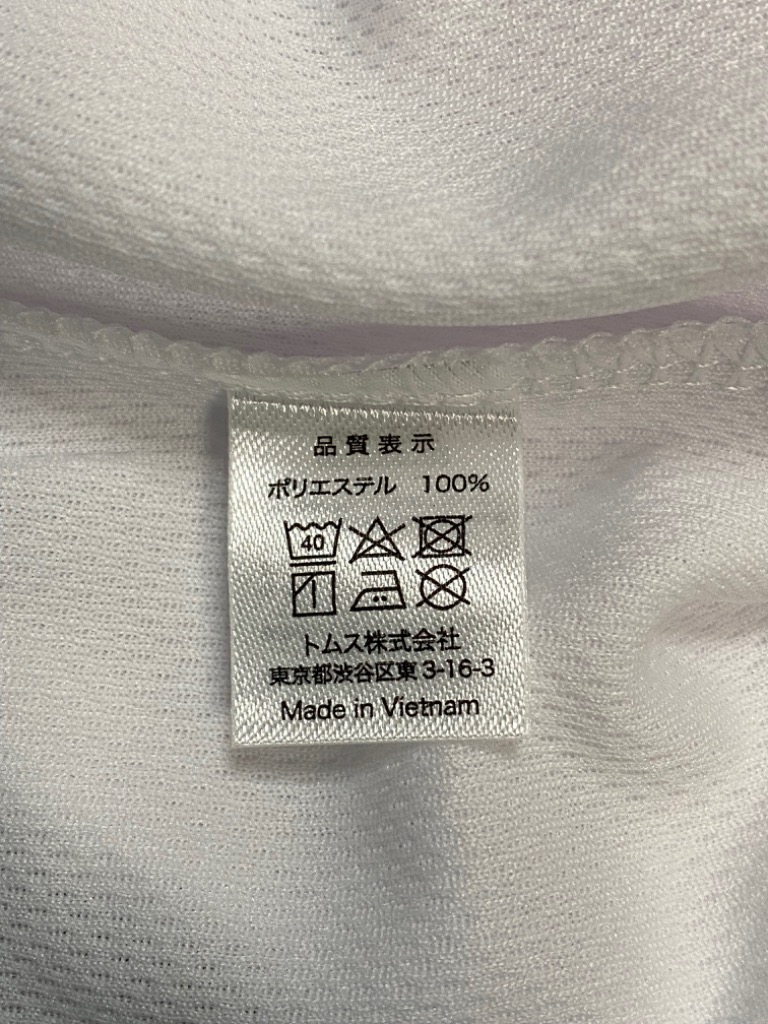 品質表示
ポリエステル 100%
40
トムス株式会社
東京都渋谷区東3-16-3
Made in Vietnam